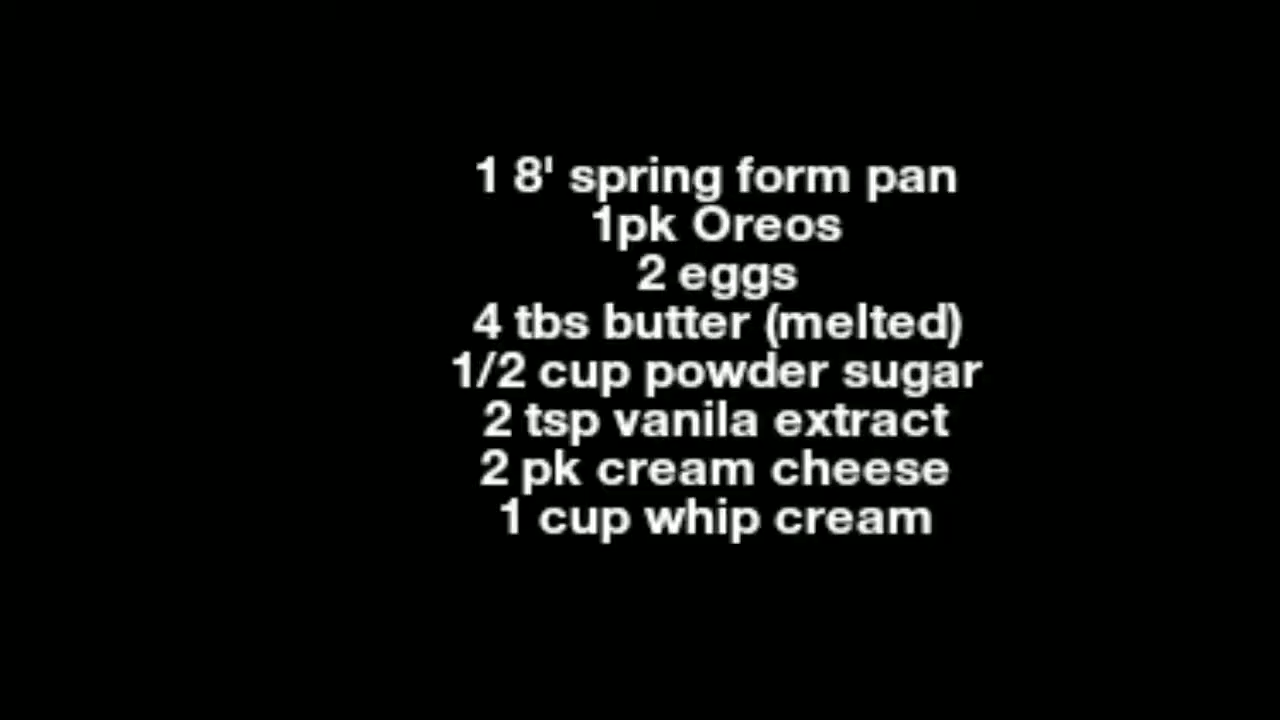 1 8' spring form pan
1pk Oreos
2 eggs
4 tbs butter (melted)
1/2 cup powder sugar
2 tsp vanila extract
2 pk cream cheese
1 cup whip cream